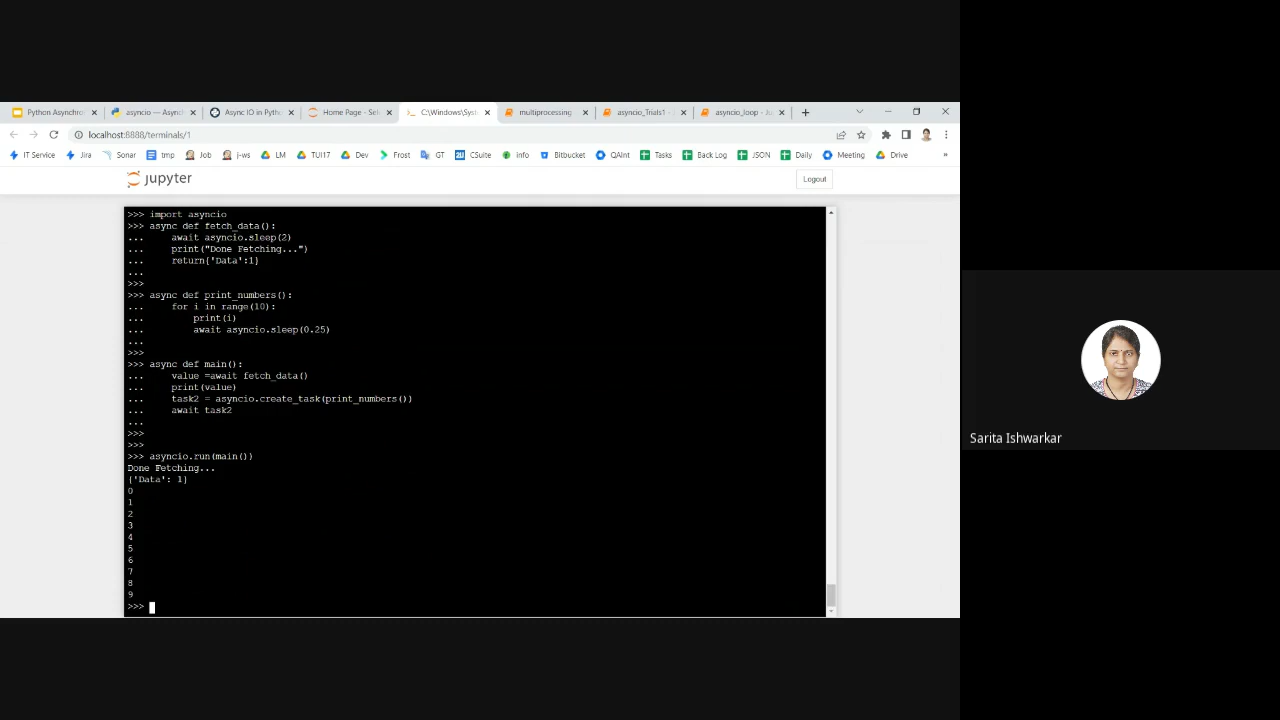 Python Asynchro
asyncio — Async
Async IO in Pyth
Home Page - Sel
C:\Windows\Syst
multiprocessing
asyncio_Trials1 -
asyncio_loop - Ju
localhost:8888/terminals/1
IT Service
Jira
Sonar
tmp
Job
j-ws
LM
TUI17
Dev
Frost
GT
CSuite
info
Bitbucket
QAInt
Tasks
Back Log
JSON
Daily
Meeting
Drive
»
jupyter
Logout
>>> import asyncio
>>> async def fetch_data():
...     await asyncio.sleep(2)
...     print("Done Fetching...")
...     return{'Data':1}
...
>>>
>>> async def print_numbers():
...     for i in range(10):
...         print(i)
...         await asyncio.sleep(0.25)
...
>>>
>>> async def main():
...     value =await fetch_data()
...     print(value)
...     task2 = asyncio.create_task(print_numbers())
...     await task2
...
>>>
>>>
>>> asyncio.run(main())
Done Fetching...
{'Data': 1}
0
1
2
3
4
5
6
7
8
9
>>>
Sarita Ishwarkar